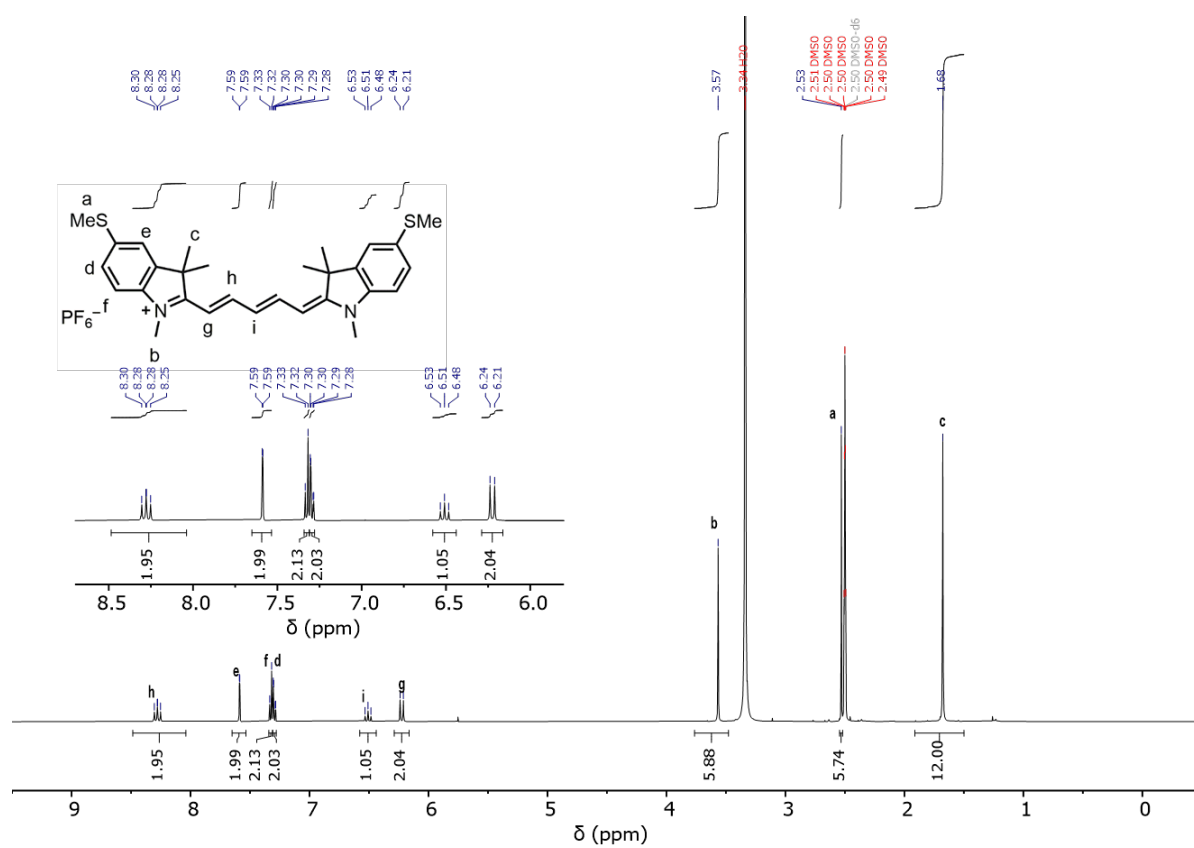 8.30 8.28 8.28 8.25 7.59 7.59 7.33 7.32 7.30 7.30 7.29 7.28 6.53 6.51 6.48 6.24 6.21 3.57 3.34 H2O 2.53 2.51 DMSO 2.50 DMSO 2.50 DMSO 2.50 DMSO-d6 2.50 DMSO 2.49 DMSO 1.68
a
MeS
SMe
e
c
d
h
f
N
+
N
PF6−
g
i
b
8.30 8.28 8.28 8.25 7.59 7.59 7.33 7.32 7.30 7.30 7.29 7.28 6.53 6.51 6.48 6.24 6.21
a
c
b
1.95 1.99 2.13 2.03 1.05 2.04
8.5 8.0 7.5 7.0 6.5 6.0
δ (ppm)
h e f d i g
1.95 1.99 2.13 2.03 1.05 2.04 5.88 5.74 12.00
9 8 7 6 5 4 3 2 1 0
δ (ppm)